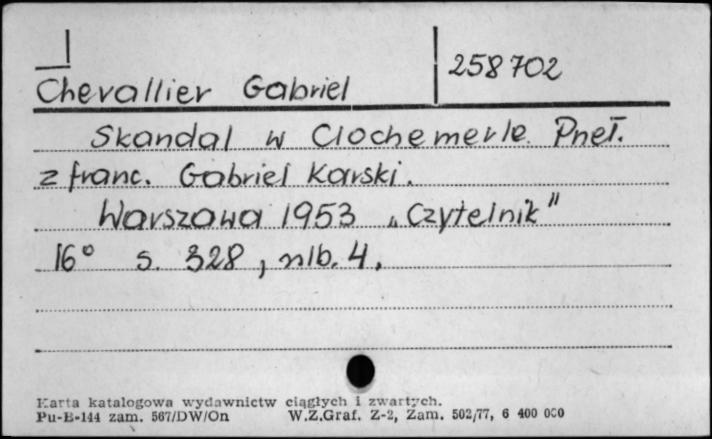 Chevallier Gabriel 258702
Skandal w Clochemerle. Przeł.
z franc. Gabriel Karski.
Warszawa 1953 „Czytelnik"
16° s. 328, nlb. 4.
Karta katalogowa wydawnictw ciągłych i zwartych.
Pu-B-144 zam. 567/DW/On W.Z.Graf. Z-2, Zam. 502/77, 6 400 000